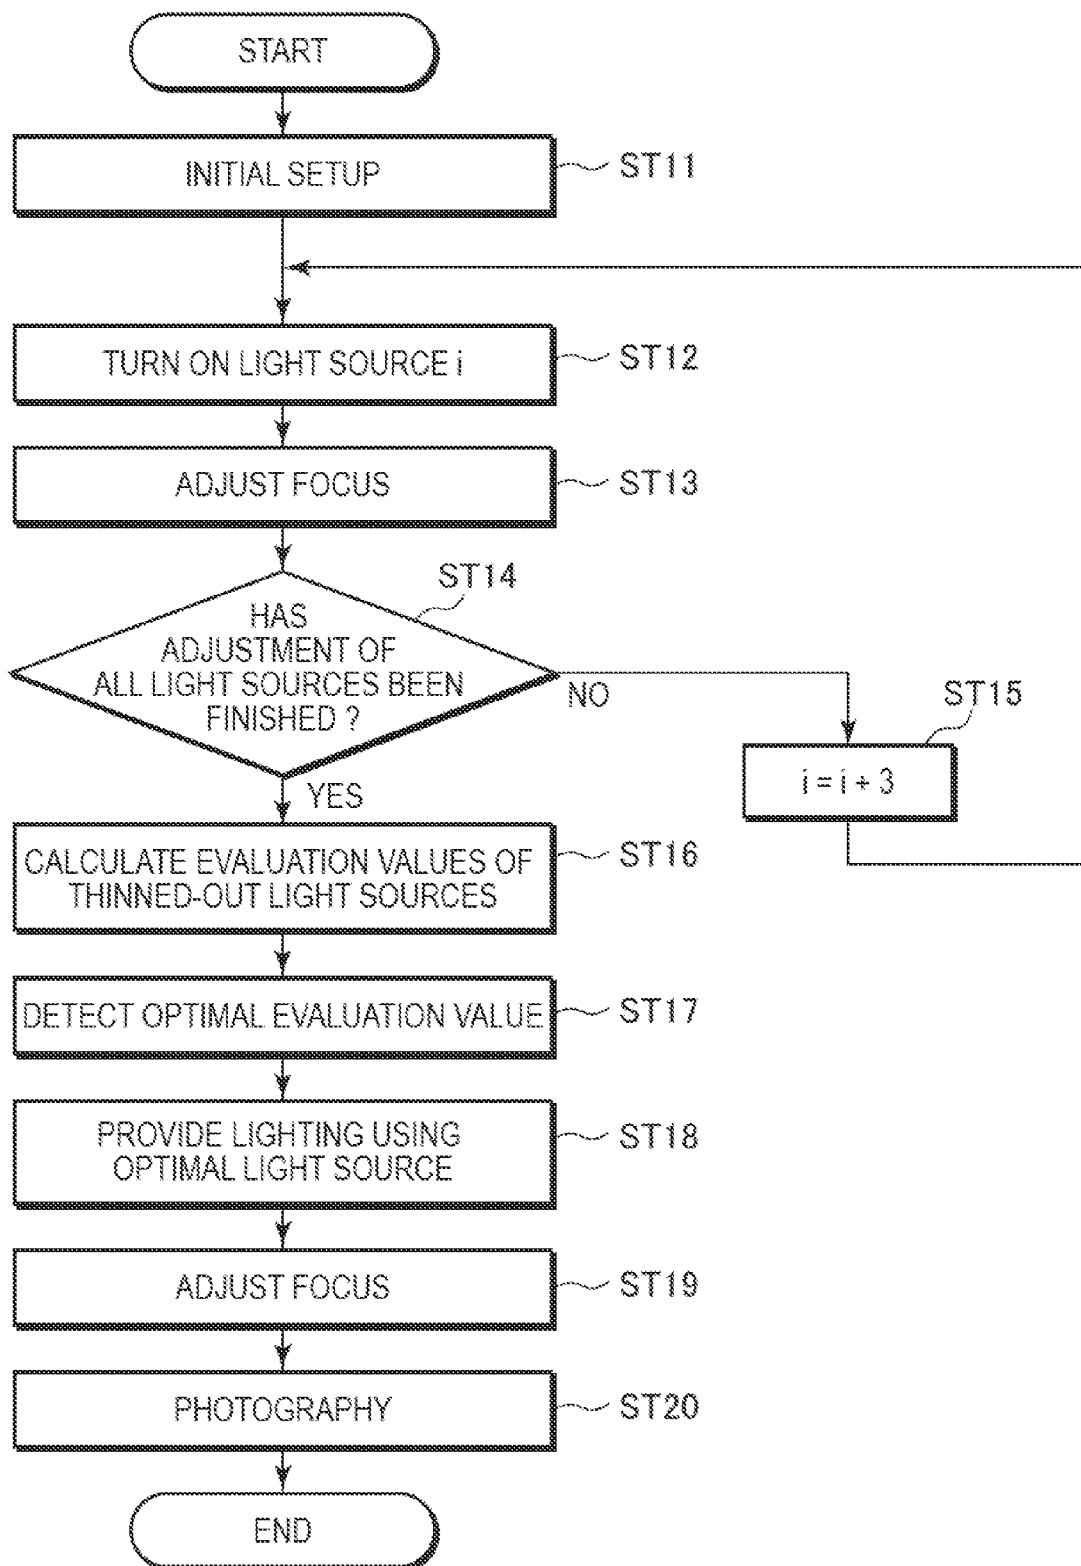 START
INITIAL SETUP
ST11
TURN ON LIGHT SOURCE i
ST12
ADJUST FOCUS
ST13
ST14
HAS
ADJUSTMENT OF
ALL LIGHT SOURCES BEEN
FINISHED ?
NO
ST15
i = i + 3
YES
CALCULATE EVALUATION VALUES OF
THINNED-OUT LIGHT SOURCES
ST16
DETECT OPTIMAL EVALUATION VALUE
ST17
PROVIDE LIGHTING USING
OPTIMAL LIGHT SOURCE
ST18
ADJUST FOCUS
ST19
PHOTOGRAPHY
ST20
END